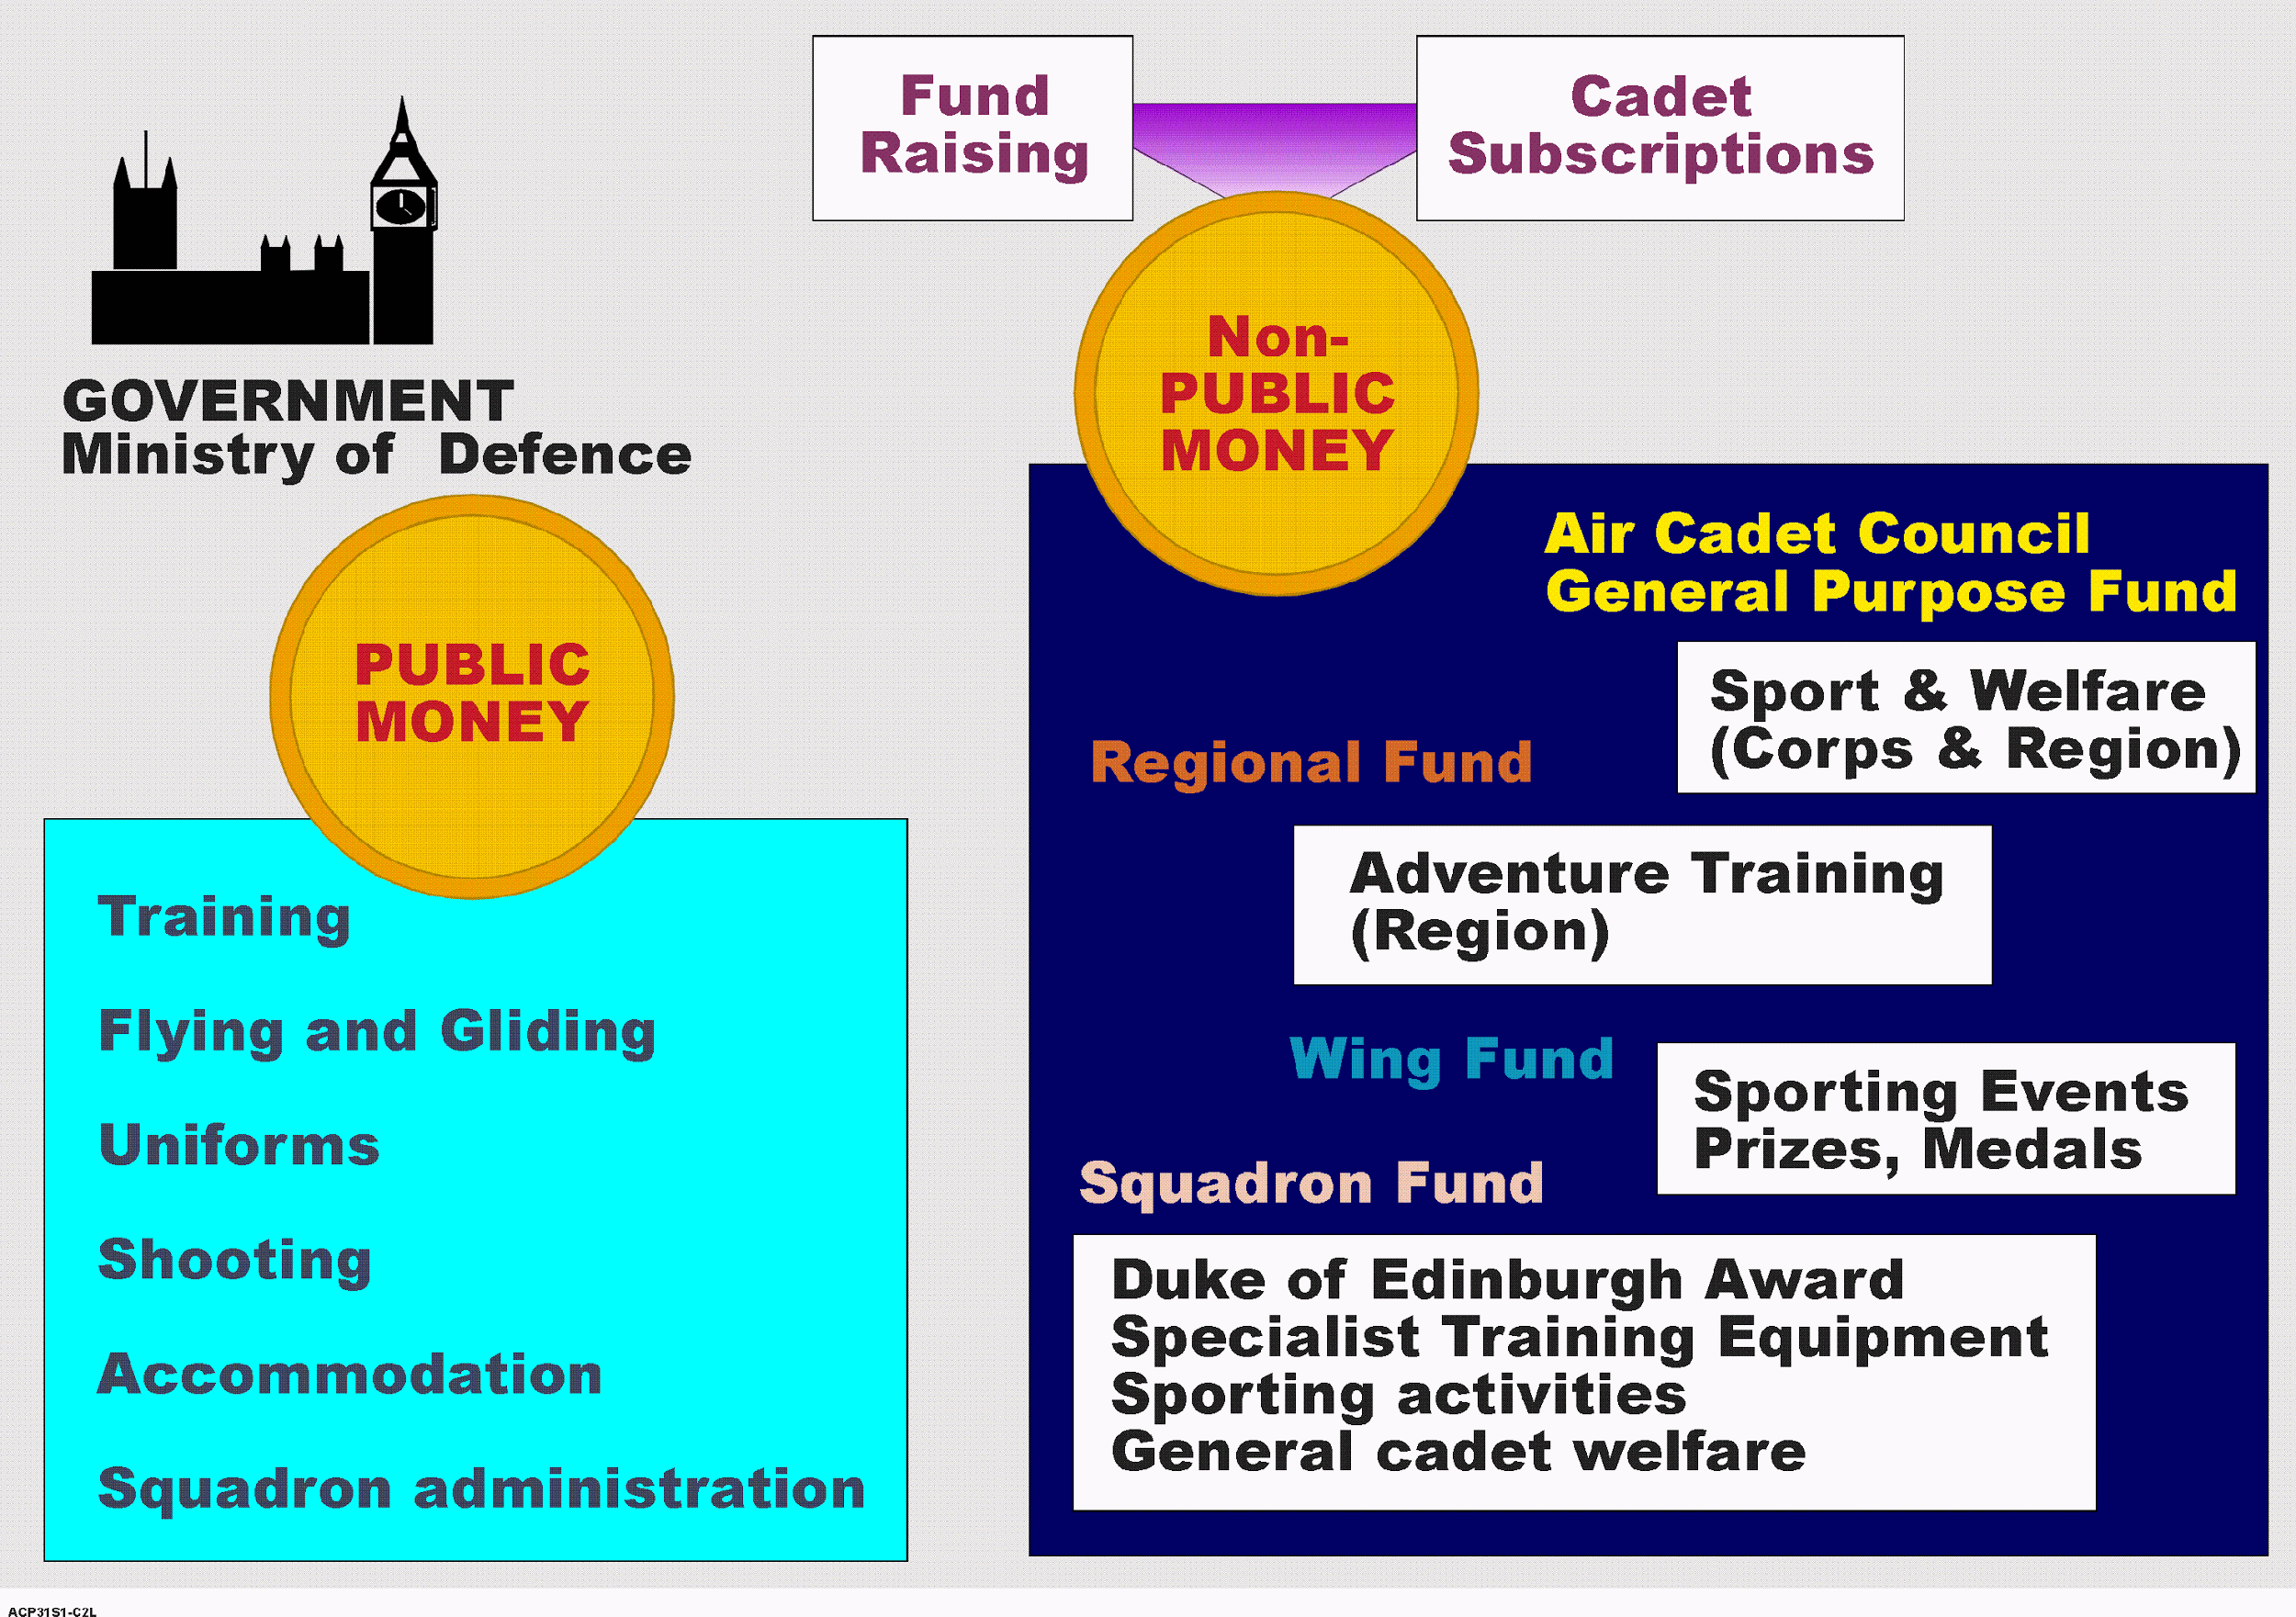 Fund
Raising
Cadet
Subscriptions
GOVERNMENT
Ministry of Defence
PUBLIC
MONEY
Training
Flying and Gliding
Uniforms
Shooting
Accommodation
Squadron administration
Non-
PUBLIC
MONEY
Air Cadet Council
General Purpose Fund
Sport & Welfare
(Corps & Region)
Regional Fund
Adventure Training
(Region)
Wing Fund
Sporting Events
Prizes, Medals
Squadron Fund
Duke of Edinburgh Award
Specialist Training Equipment
Sporting activities
General cadet welfare
ACP31S1-C2L